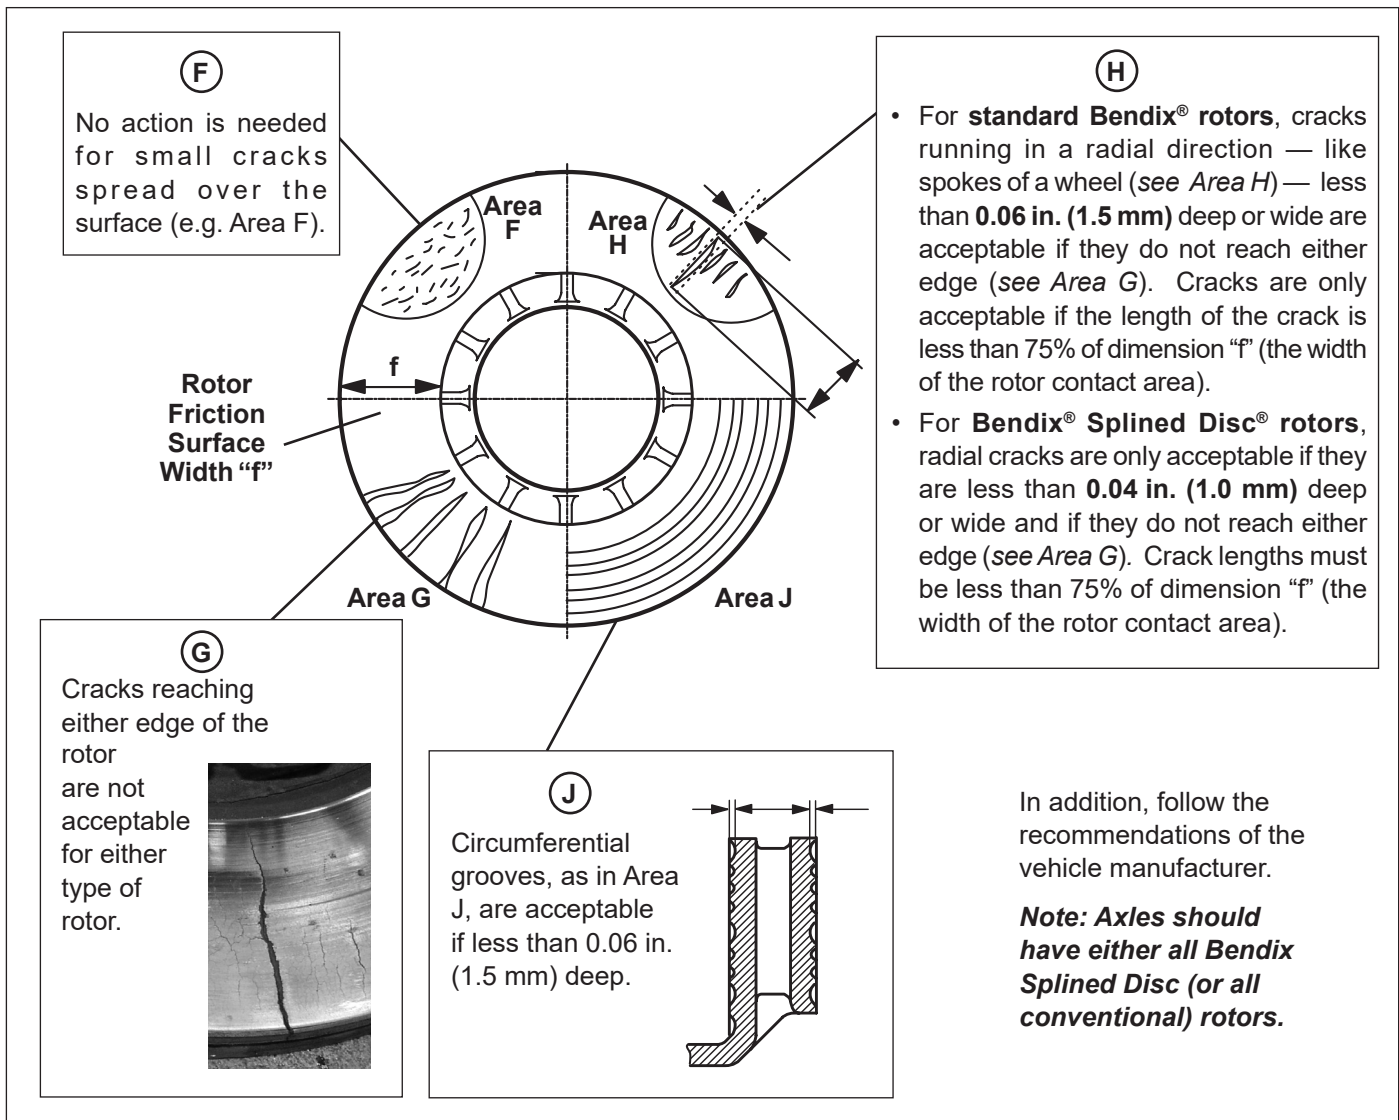 F
No action is needed
for small cracks
spread over the
surface (e.g. Area F).
Area
F
Area
H
f
Rotor
Friction
Surface
Width “f”
Area G
Area J
H
• For standard Bendix® rotors, cracks
running in a radial direction — like
spokes of a wheel (see Area H) — less
than 0.06 in. (1.5 mm) deep or wide are
acceptable if they do not reach either
edge (see Area G). Cracks are only
acceptable if the length of the crack is
less than 75% of dimension “f” (the width
of the rotor contact area).
• For Bendix® Splined Disc® rotors,
radial cracks are only acceptable if they
are less than 0.04 in. (1.0 mm) deep
or wide and if they do not reach either
edge (see Area G). Crack lengths must
be less than 75% of dimension “f” (the
width of the rotor contact area).
G
Cracks reaching
either edge of the
rotor
are not
acceptable
for either
type of
rotor.
J
Circumferential
grooves, as in Area
J, are acceptable
if less than 0.06 in.
(1.5 mm) deep.
In addition, follow the
recommendations of the
vehicle manufacturer.
Note: Axles should
have either all Bendix
Splined Disc (or all
conventional) rotors.